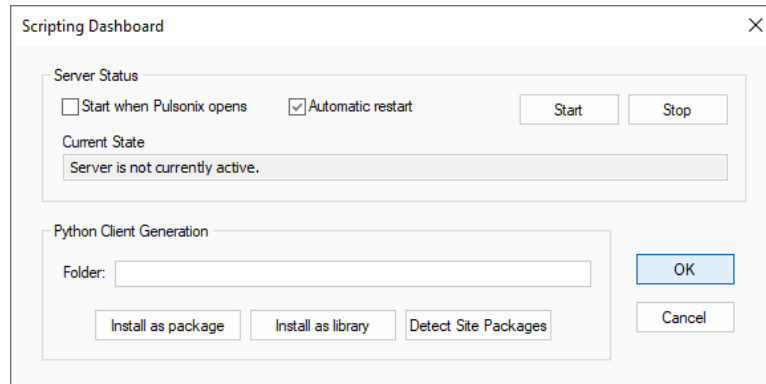 Scripting Dashboard
Server Status
Start when Pulsonix opens Automatic restart Start Stop
Current State
Server is not currently active.
Python Client Generation
Folder:
OK
Install as package Install as library Detect Site Packages Cancel